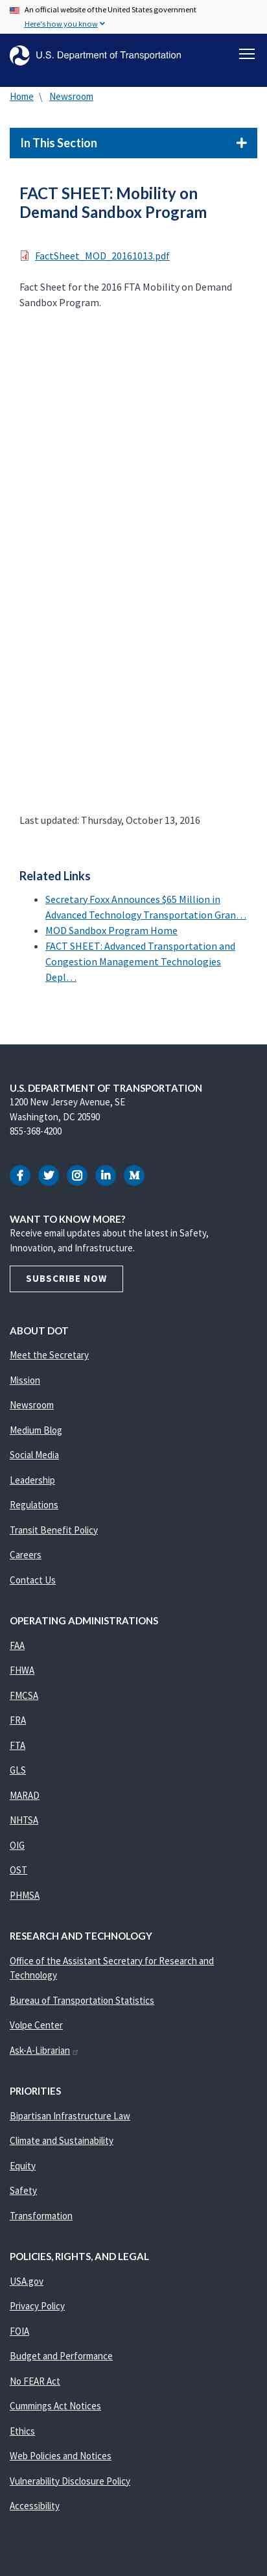 An official website of the United States government
Here's how you know
U.S. Department of Transportation
Home \ Newsroom
In This Section
FACT SHEET: Mobility on
Demand Sandbox Program
FactSheet_MOD_20161013.pdf
Fact Sheet for the 2016 FTA Mobility on Demand
Sandbox Program.
Last updated: Thursday, October 13, 2016
Related Links
Secretary Foxx Announces $65 Million in
Advanced Technology Transportation Gran…
MOD Sandbox Program Home
FACT SHEET: Advanced Transportation and
Congestion Management Technologies
Depl…
U.S. DEPARTMENT OF TRANSPORTATION
1200 New Jersey Avenue, SE
Washington, DC 20590
855-368-4200
WANT TO KNOW MORE?
Receive email updates about the latest in Safety,
Innovation, and Infrastructure.
SUBSCRIBE NOW
ABOUT DOT
Meet the Secretary
Mission
Newsroom
Medium Blog
Social Media
Leadership
Regulations
Transit Benefit Policy
Careers
Contact Us
OPERATING ADMINISTRATIONS
FAA
FHWA
FMCSA
FRA
FTA
GLS
MARAD
NHTSA
OIG
OST
PHMSA
RESEARCH AND TECHNOLOGY
Office of the Assistant Secretary for Research and
Technology
Bureau of Transportation Statistics
Volpe Center
Ask-A-Librarian
PRIORITIES
Bipartisan Infrastructure Law
Climate and Sustainability
Equity
Safety
Transformation
POLICIES, RIGHTS, AND LEGAL
USA.gov
Privacy Policy
FOIA
Budget and Performance
No FEAR Act
Cummings Act Notices
Ethics
Web Policies and Notices
Vulnerability Disclosure Policy
Accessibility